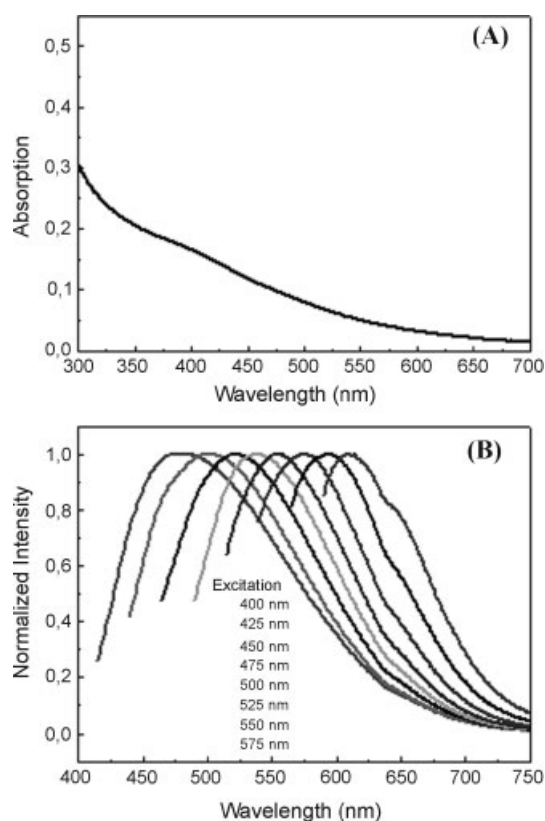 (A)
0,5
0,4
0,3
0,2
0,1
0,0
Absorption
300 350 400 450 500 550 600 650 700
Wavelength (nm)
(B)
1,0
0,8
0,6
0,4
0,2
0,0
Normalized Intensity
Excitation
400 nm
425 nm
450 nm
475 nm
500 nm
525 nm
550 nm
575 nm
400 450 500 550 600 650 700 750
Wavelength (nm)